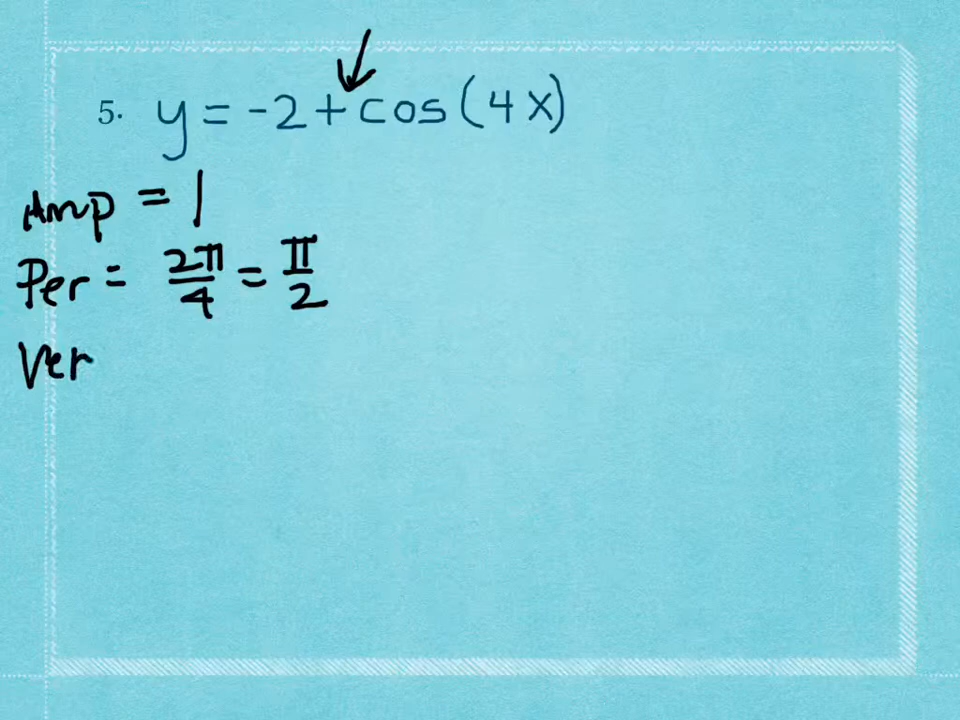 5. y = -2 + cos(4x)
Amp = 1
Per = 2π/4 = π/2
Ver